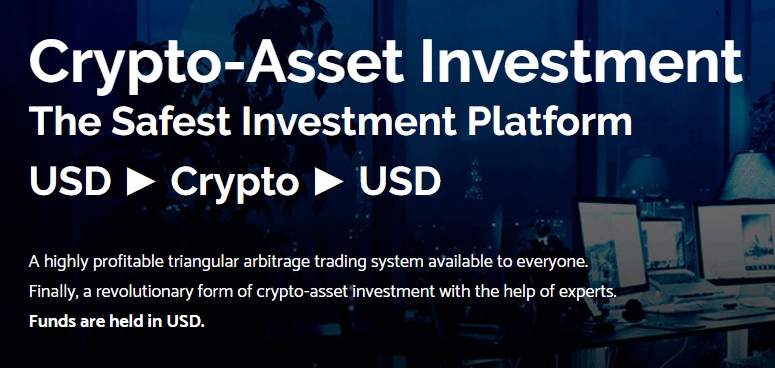 Crypto-Asset Investment
The Safest Investment Platform
USD ▶ Crypto ▶ USD
A highly profitable triangular arbitrage trading system available to everyone.
Finally, a revolutionary form of crypto-asset investment with the help of experts.
Funds are held in USD.